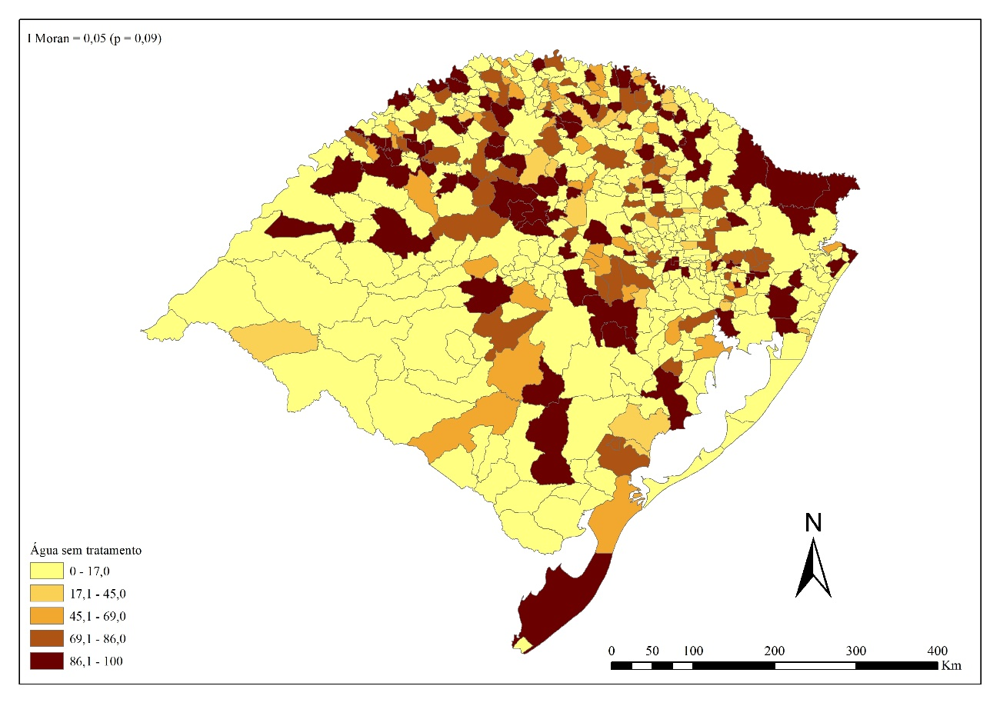 I Moran = 0,05 (p = 0,09)
N
Água sem tratamento
0 - 17,0
17,1 - 45,0
45,1 - 69,0
69,1 - 86,0
86,1 - 100
0 50 100 200 300 400
Km